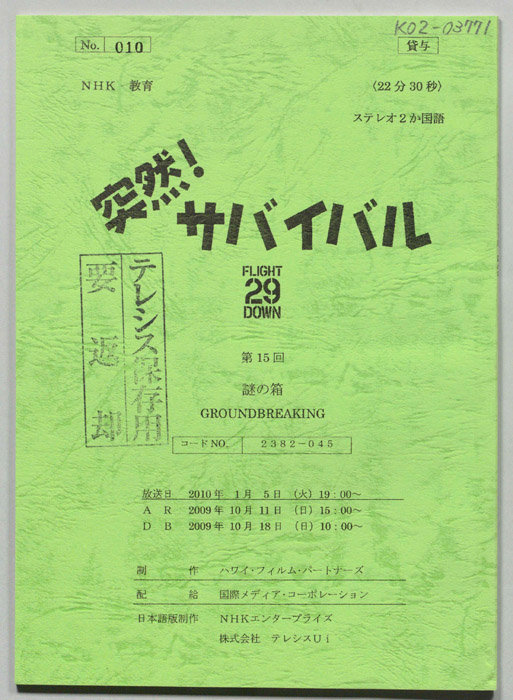 K02-03771
No. 010
貸与
NHK 教育
〈22分30秒〉
ステレオ2か国語
突然!
サバイバル
FLIGHT
29
DOWN
テレシス保存用
要返却
第15回
謎の箱
GROUNDBREAKING
コードNO. 2382-045
放送日 2010年 1月 5日 (火) 19:00~
A R 2009年 10月 11日 (日) 15:00~
D B 2009年 10月 18日 (日) 10:00~
制作 ハワイ・フィルム・パートナーズ
配給 国際メディア・コーポレーション
日本語版制作 NHKエンタープライズ
株式会社 テレシスUi